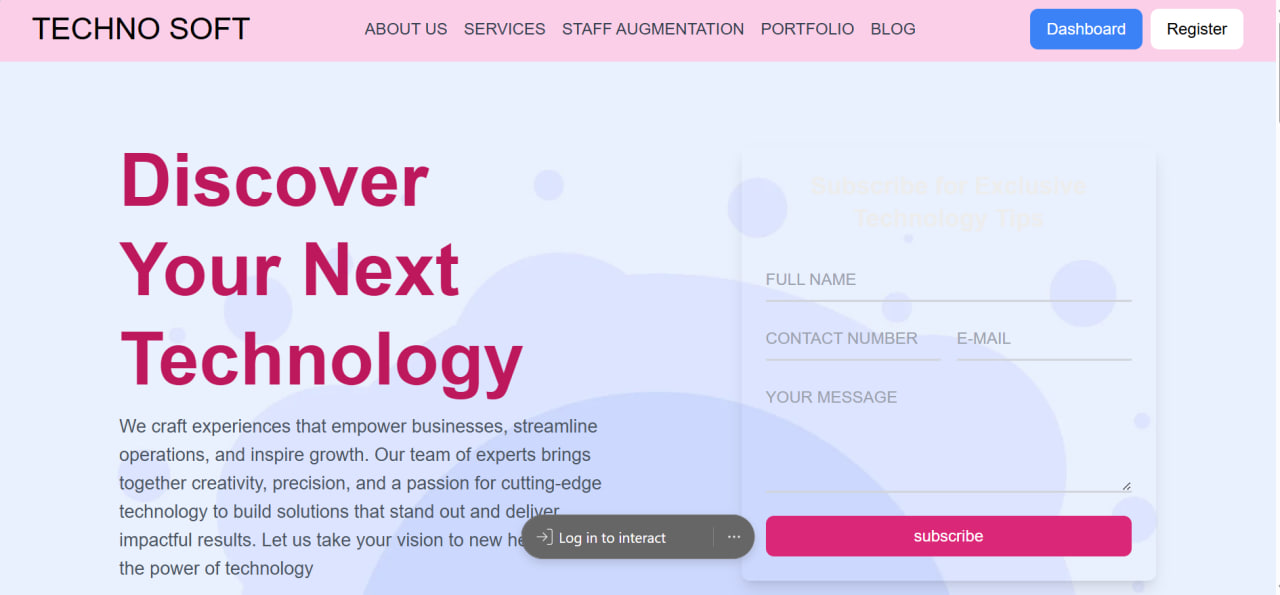 TECHNO SOFT
ABOUT US SERVICES STAFF AUGMENTATION PORTFOLIO BLOG
Dashboard Register
Discover
Your Next
Technology
We craft experiences that empower businesses, streamline
operations, and inspire growth. Our team of experts brings
together creativity, precision, and a passion for cutting-edge
technology to build solutions that stand out and deliver
impactful results. Let us take your vision to new
the power of technology
Subscribe for Exclusive
Technology Tips
FULL NAME
CONTACT NUMBER E-MAIL
YOUR MESSAGE
subscribe
Log in to interact